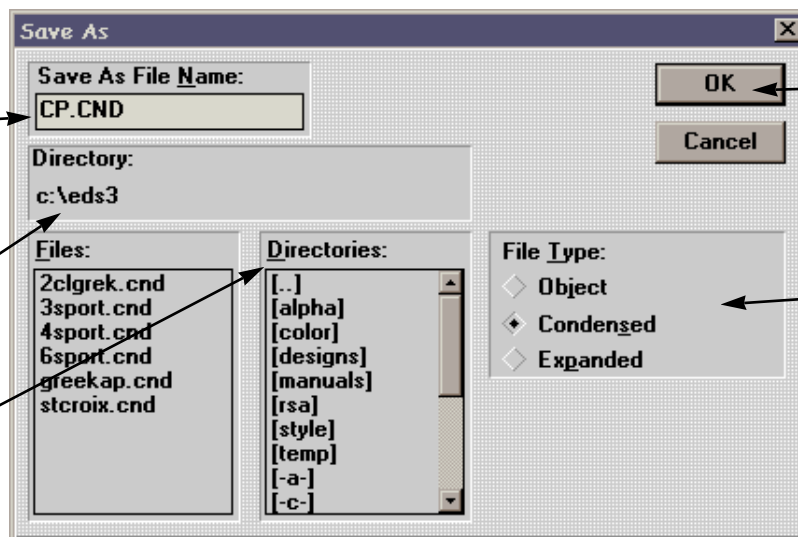 Save As
Save As File Name:
CP.CND
OK
Cancel
Directory:
c:\eds3
Files:
2clgrek.cnd
3sport.cnd
4sport.cnd
6sport.cnd
greekap.cnd
stcroix.cnd
Directories:
[..]
[alpha]
[color]
[designs]
[manuals]
[rsa]
[style]
[temp]
[-a-]
[-c-]
File Type:
Object
Condensed
Expanded